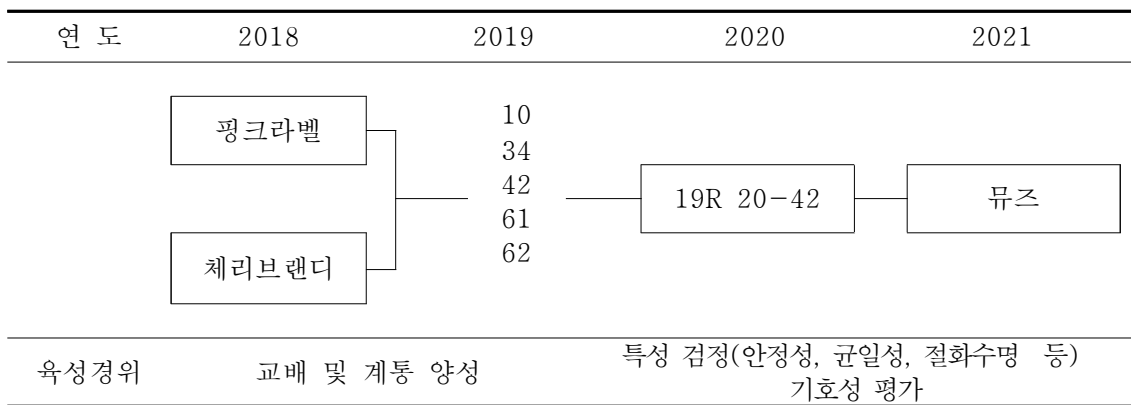 연 도 2018 2019 2020 2021
핑크라벨
체리브랜디
10
34
42
61
62
19R 20-42
뮤즈
육성경위 교배 및 계통 양성 특성 검정(안정성, 균일성, 절화수명 등)
기호성 평가